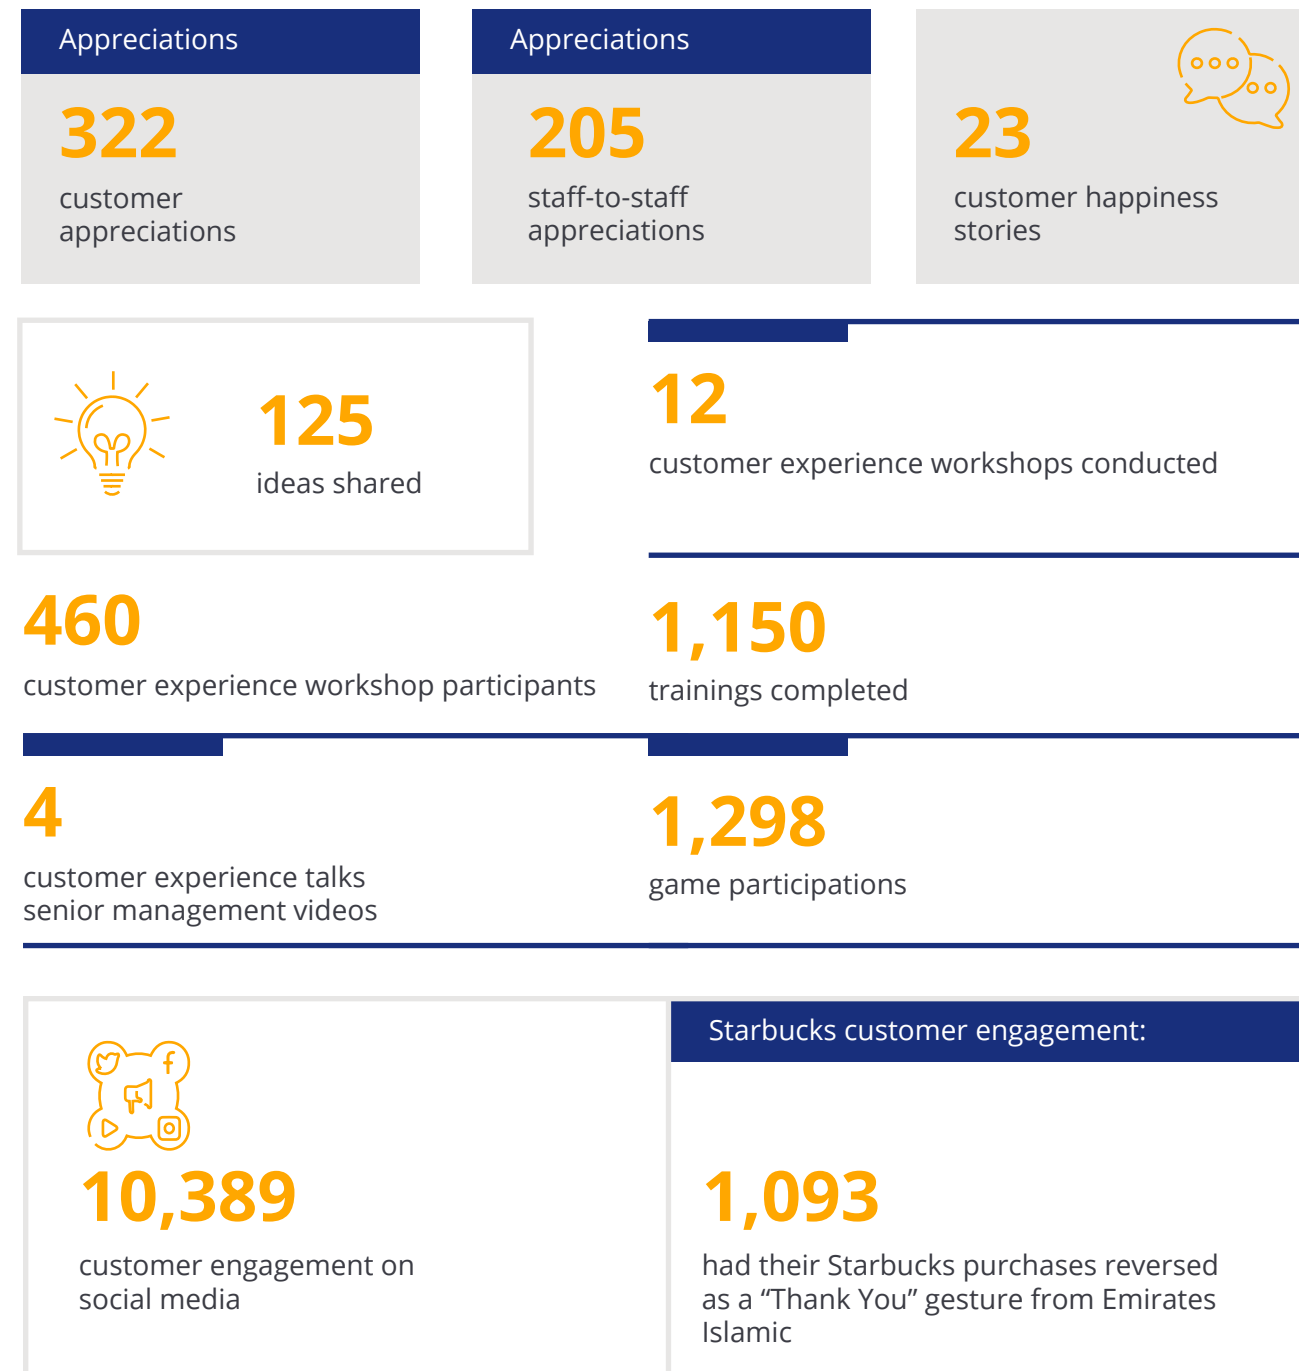 Appreciations
322
customer
appreciations
Appreciations
205
staff-to-staff
appreciations
23
customer happiness
stories
125
ideas shared
12
customer experience workshops conducted
460
customer experience workshop participants
1,150
trainings completed
4
customer experience talks
senior management videos
1,298
game participations
10,389
customer engagement on
social media
Starbucks customer engagement:
1,093
had their Starbucks purchases reversed
as a “Thank You” gesture from Emirates
Islamic